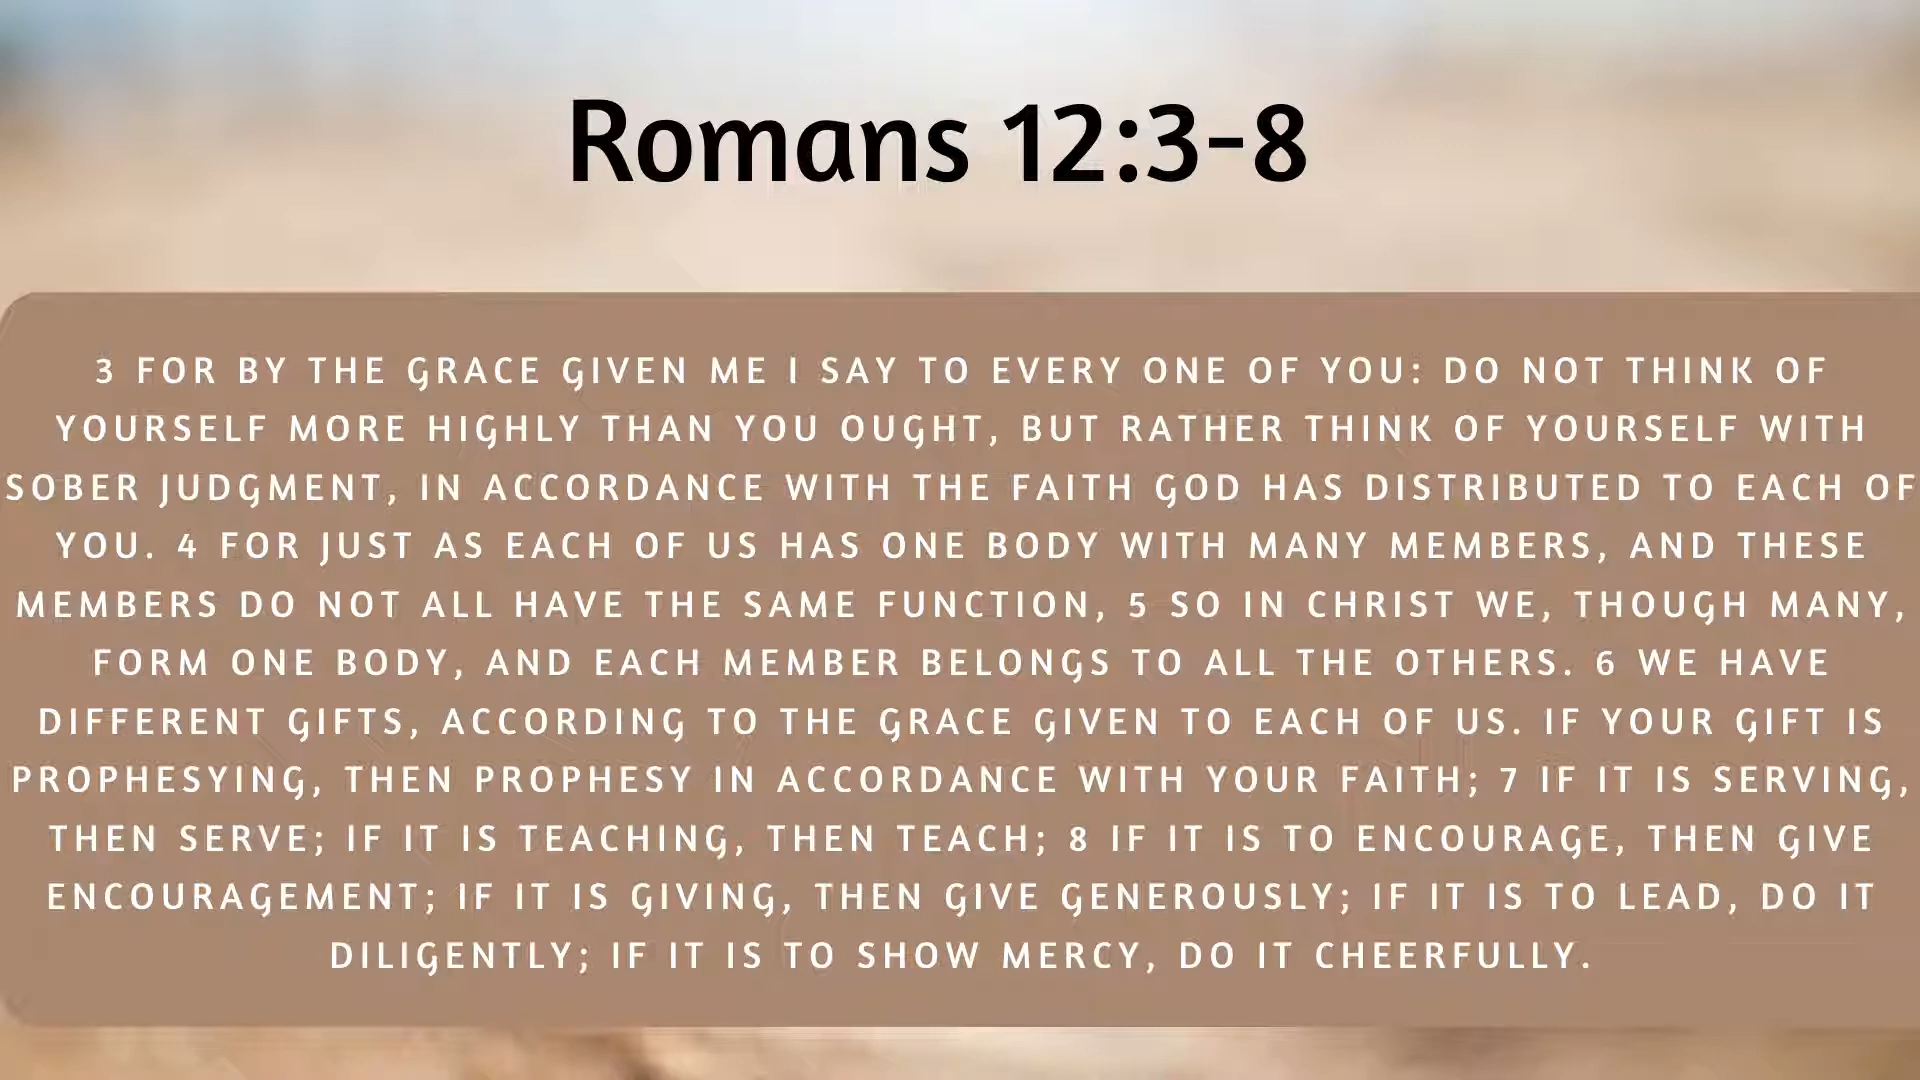 Romans 12:3-8
3 FOR BY THE GRACE GIVEN ME I SAY TO EVERY ONE OF YOU: DO NOT THINK OF
YOURSELF MORE HIGHLY THAN YOU OUGHT, BUT RATHER THINK OF YOURSELF WITH
SOBER JUDGMENT, IN ACCORDANCE WITH THE FAITH GOD HAS DISTRIBUTED TO EACH OF
YOU. 4 FOR JUST AS EACH OF US HAS ONE BODY WITH MANY MEMBERS, AND THESE
MEMBERS DO NOT ALL HAVE THE SAME FUNCTION, 5 SO IN CHRIST WE, THOUGH MANY,
FORM ONE BODY, AND EACH MEMBER BELONGS TO ALL THE OTHERS. 6 WE HAVE
DIFFERENT GIFTS, ACCORDING TO THE GRACE GIVEN TO EACH OF US. IF YOUR GIFT IS
PROPHESYING, THEN PROPHESY IN ACCORDANCE WITH YOUR FAITH; 7 IF IT IS SERVING,
THEN SERVE; IF IT IS TEACHING, THEN TEACH; 8 IF IT IS TO ENCOURAGE, THEN GIVE
ENCOURAGEMENT; IF IT IS GIVING, THEN GIVE GENEROUSLY; IF IT IS TO LEAD, DO IT
DILIGENTLY; IF IT IS TO SHOW MERCY, DO IT CHEERFULLY.